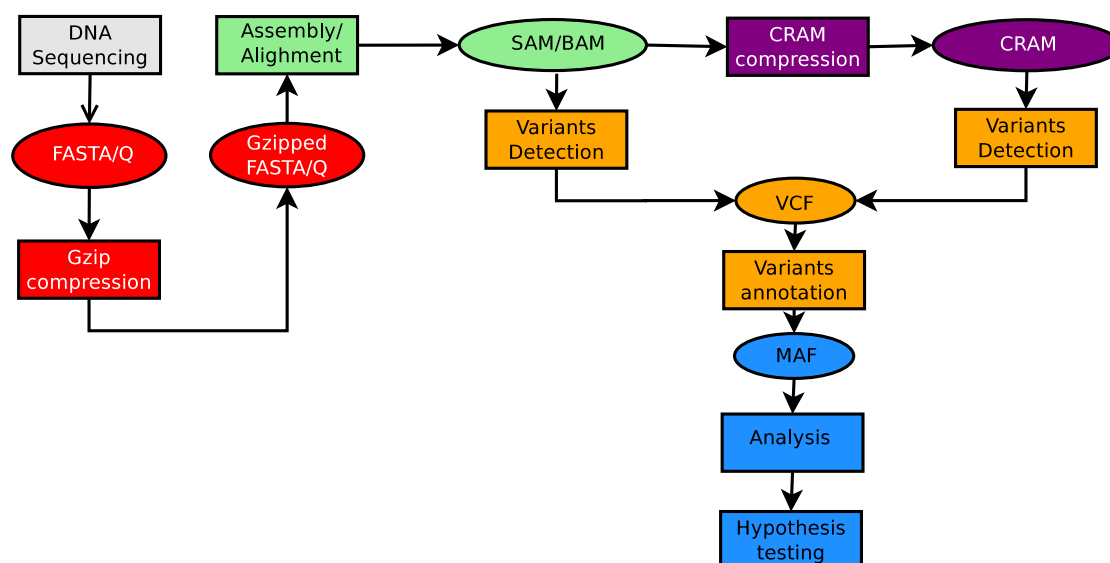 DNA
Sequencing
FASTA/Q
Gzip
compression
Gzipped
FASTA/Q
Assembly/
Alighment
SAM/BAM
Variants
Detection
CRAM
compression
CRAM
Variants
Detection
VCF
Variants
annotation
MAF
Analysis
Hypothesis
testing